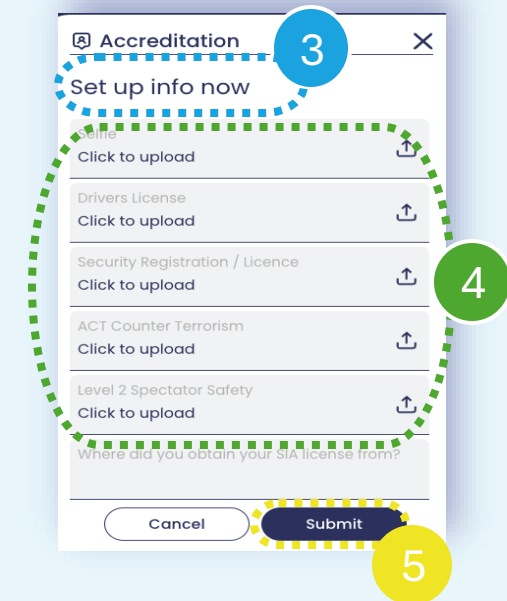 Accreditation
3
Set up info now
Selfie
Click to upload
Drivers License
Click to upload
Security Registration / Licence
Click to upload
4
ACT Counter Terrorism
Click to upload
Level 2 Spectator Safety
Click to upload
Where did you obtain your SIA license from?
Cancel
Submit
5